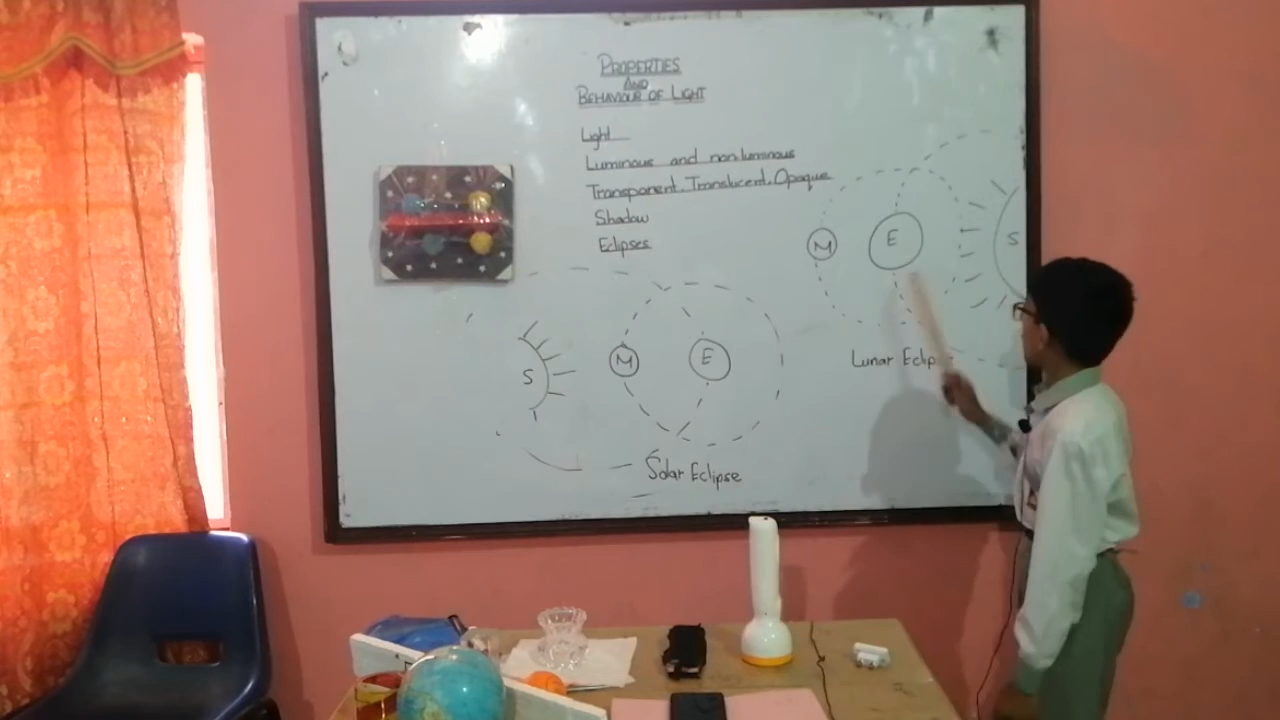 PROPERTIES
AND
BEHAVIOUR OF LIGHT
Light
Luminous and non-luminous
Transparent, Translucent, Opaque
Shadow
Eclipses
M E S
Lunar Eclipse
S M E
Solar Eclipse